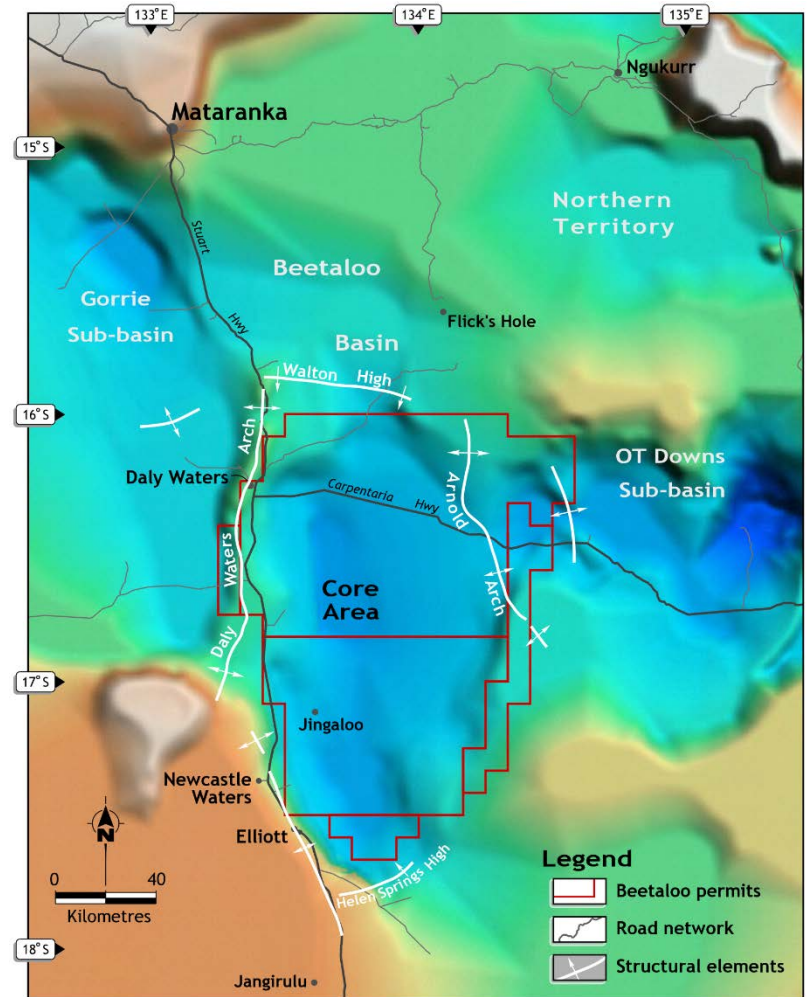 133°E
134°E
135°E
Ngukurr
Mataranka
15°S
Northern
Territory
Stuart
Hwy
Beetaloo
Basin
Gorrie
Sub-basin
Flick's Hole
Walton High
16°S
Arch
Waters
Daly
Daly Waters
Carpentaria Hwy
Arnold
Arch
OT Downs
Sub-basin
Core
Area
17°S
Jingaloo
Newcastle
Waters
Elliott
N
0 40
Kilometres
Helen Springs High
18°S
Jangirulu
Legend
Beetaloo permits
Road network
Structural elements